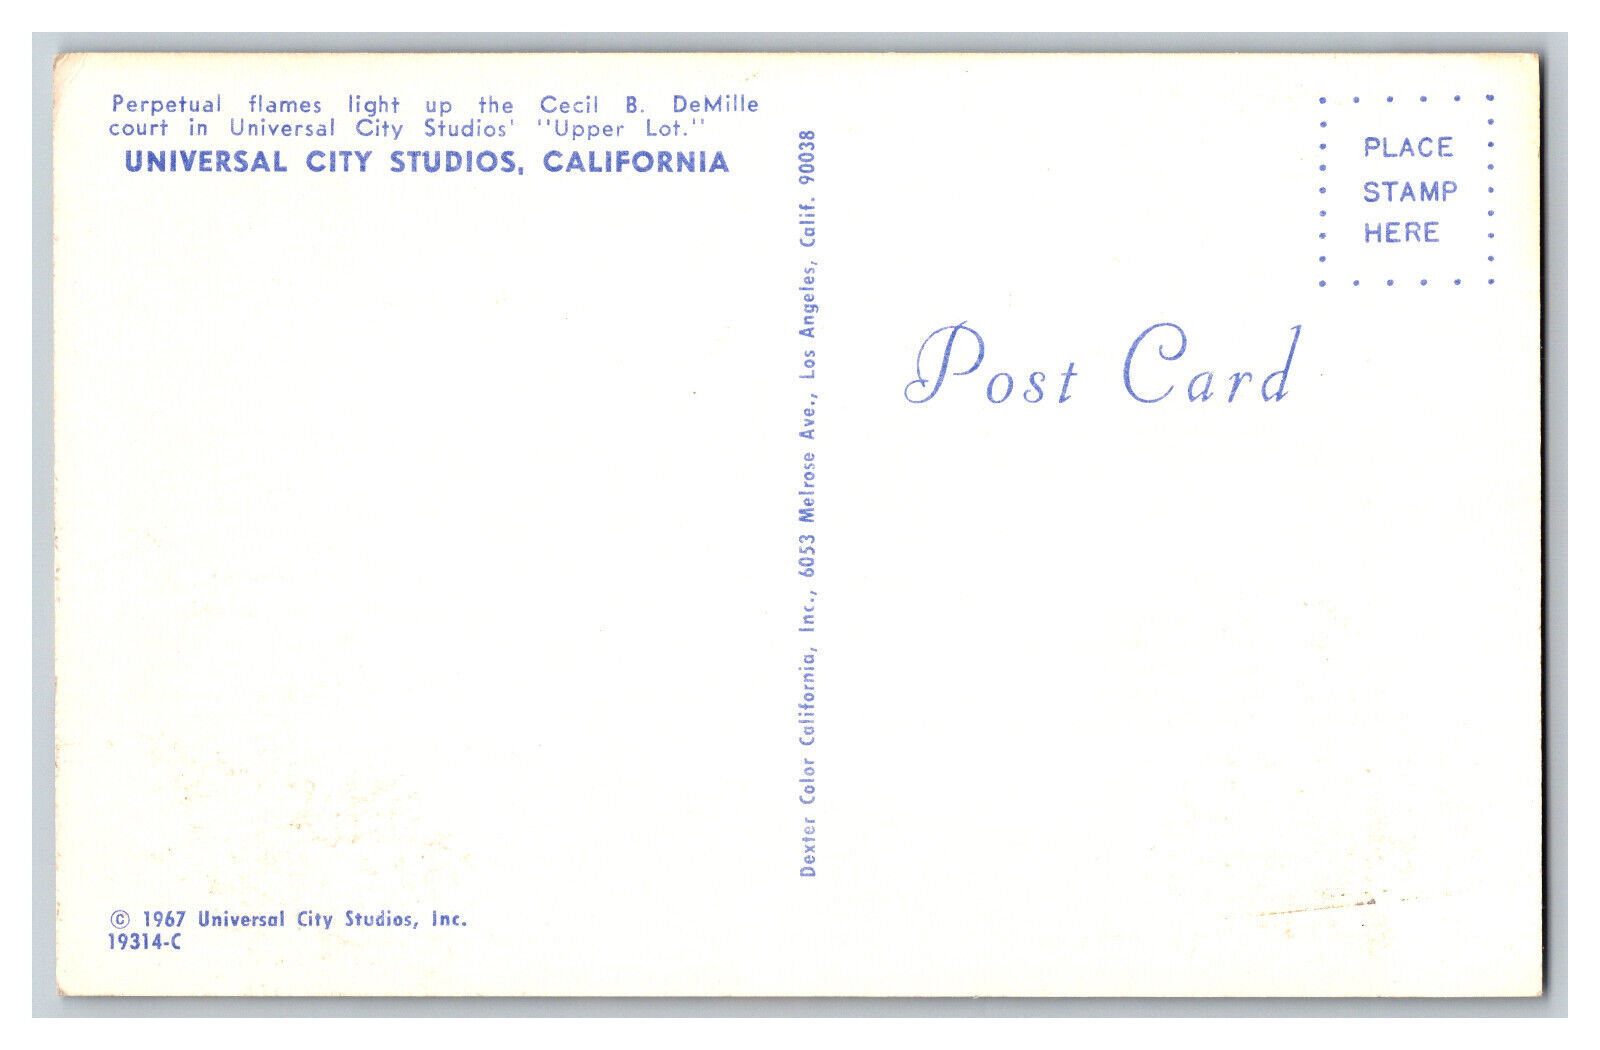 Perpetual flames light up the Cecil B. DeMille
court in Universal City Studios' "Upper Lot."
UNIVERSAL CITY STUDIOS, CALIFORNIA
© 1967 Universal City Studios, Inc.
19314-C
Dexter Color California, Inc., 6053 Melrose Ave., Los Angeles, Calif. 90038
PLACE
STAMP
HERE
Post Card